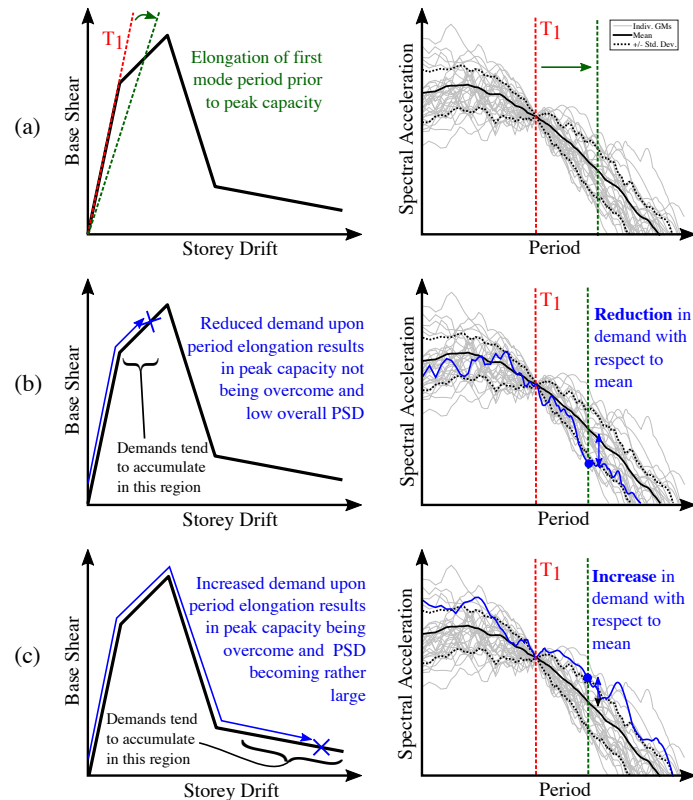 (a)
Base Shear
T1
Elongation of first
mode period prior
to peak capacity
Storey Drift
Spectral Acceleration
T1
Indiv. GMs
Mean
+/- Std. Dev.
Period
(b)
Base Shear
Reduced demand upon
period elongation results
in peak capacity not
being overcome and
low overall PSD
Demands tend
to accumulate
in this region
Storey Drift
Spectral Acceleration
T1
Reduction in
demand with
respect to
mean
Period
(c)
Base Shear
Increased demand upon
period elongation results
in peak capacity being
overcome and PSD
becoming rather
large
Demands tend
to accumulate
in this region
Storey Drift
Spectral Acceleration
T1
Increase in
demand with
respect to
mean
Period